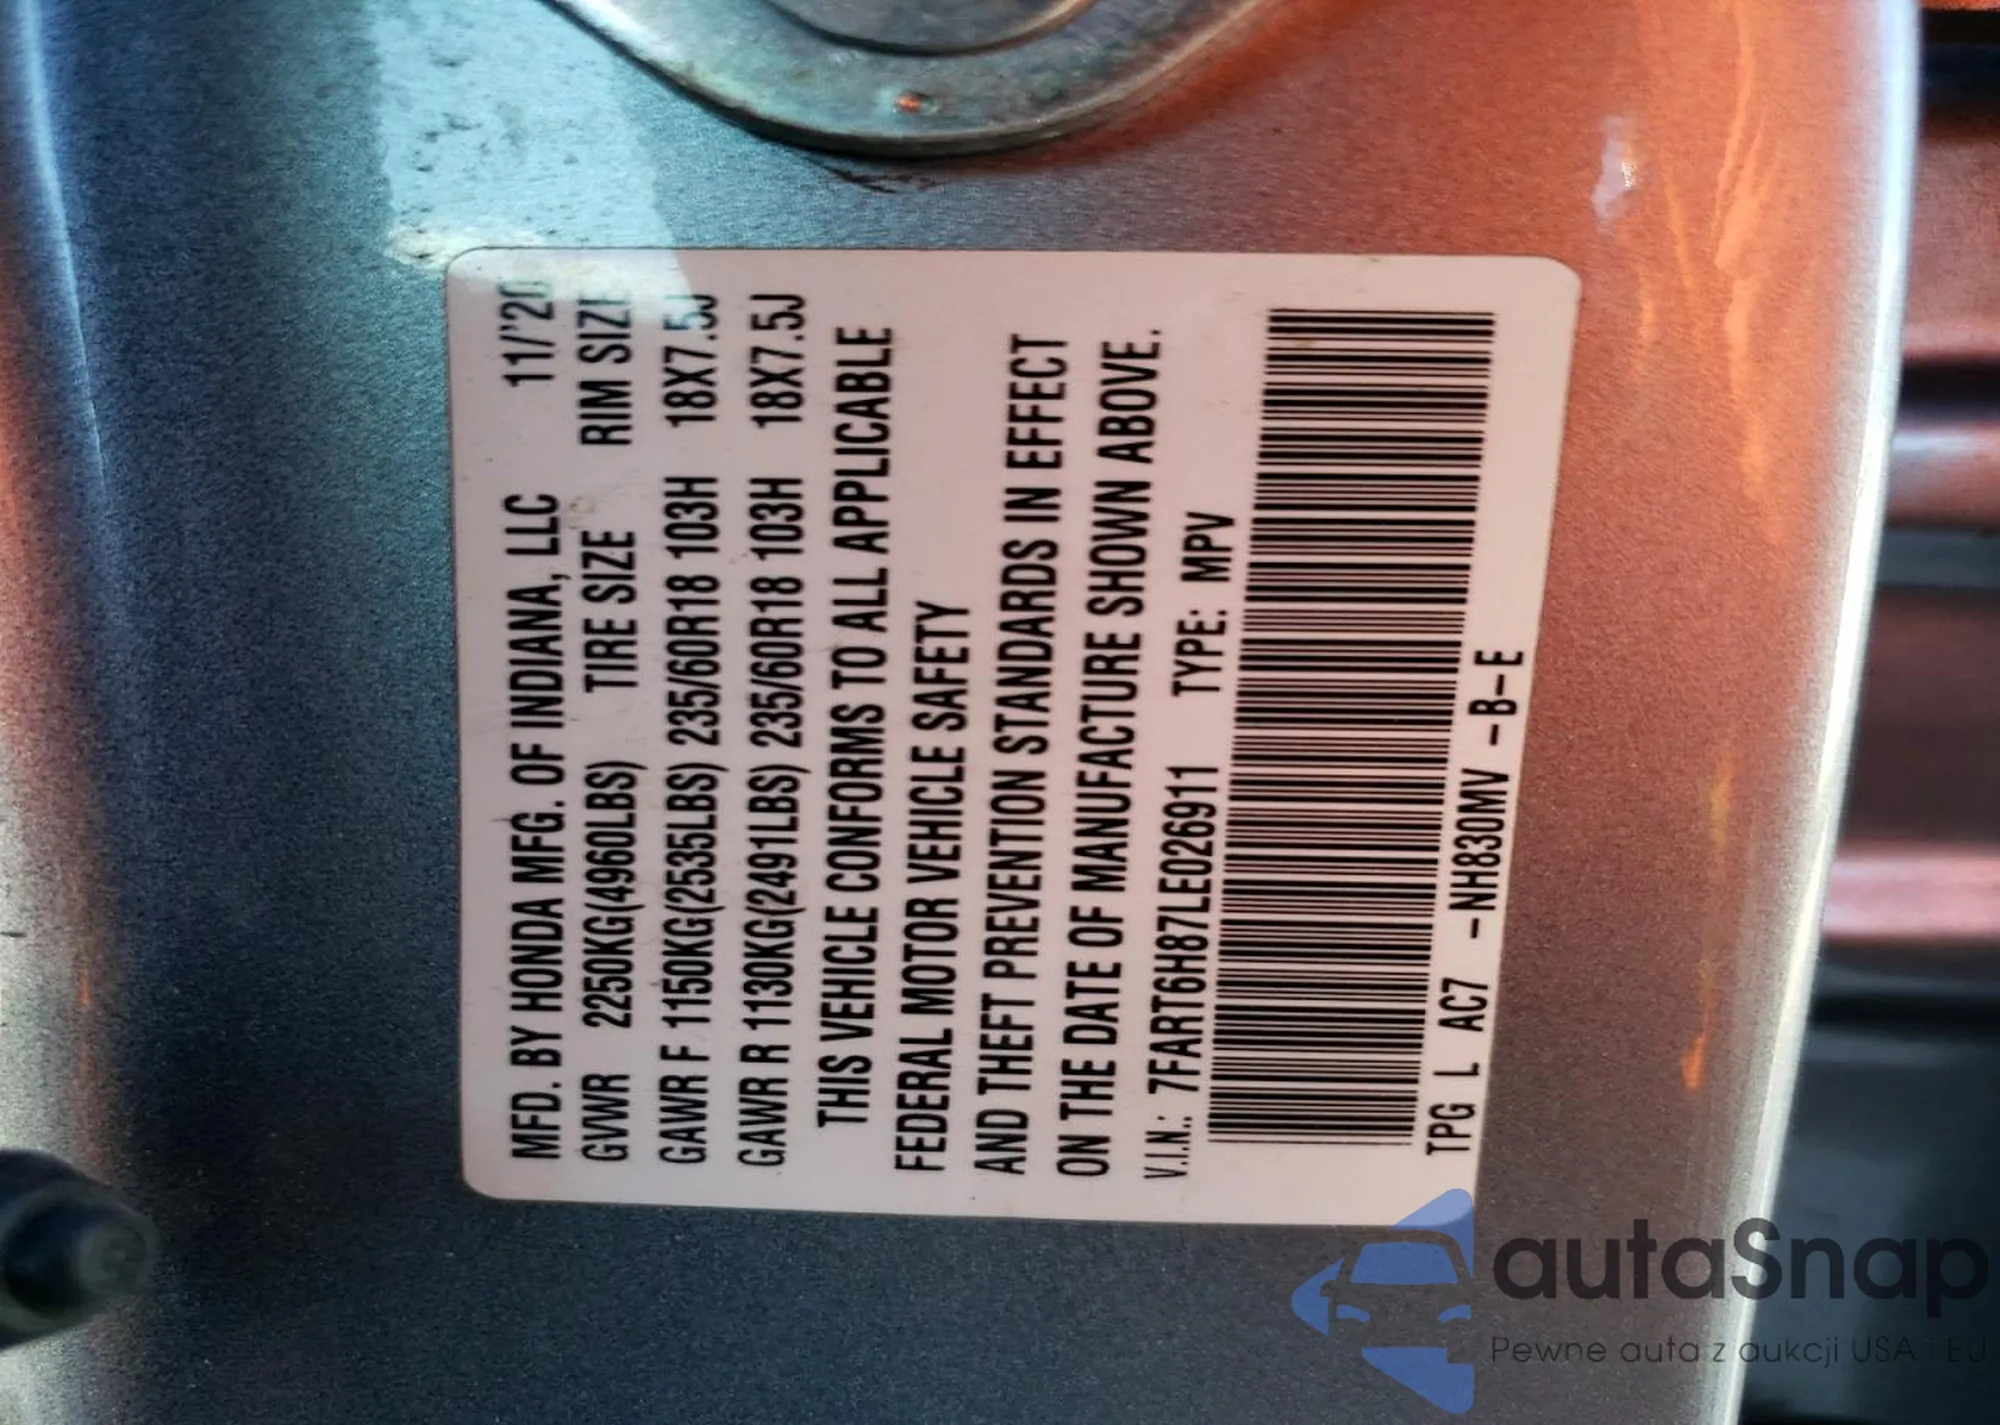 MFD. BY HONDA MFG. OF INDIANA, LLC 11/'20
GVWR 2250KG(4960LBS) TIRE SIZE RIM SIZE
GAWR F 1150KG(2535LBS) 235/60R18 103H 18X7.5J
GAWR R 1130KG(2491LBS) 235/60R18 103H 18X7.5J
THIS VEHICLE CONFORMS TO ALL APPLICABLE
FEDERAL MOTOR VEHICLE SAFETY
AND THEFT PREVENTION STANDARDS IN EFFECT
ON THE DATE OF MANUFACTURE SHOWN ABOVE.
V.I.N.: 7FART6H87LE026911 TYPE: MPV
TPG L AC7 -NH830MV -B-E
autaSnap
Pewne auta z aukcji USA i EJ